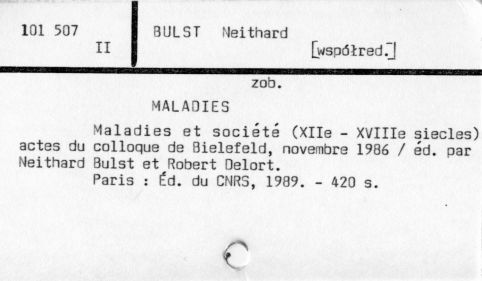 101 507
II
BULST Neithard
[współred.]
zob.
MALADIES
Maladies et société (XIIe - XVIIIe siecles)
actes du colloque de Bielefeld, novembre 1986 / éd. par
Neithard Bulst et Robert Delort.
Paris : Éd. du CNRS, 1989. - 420 s.